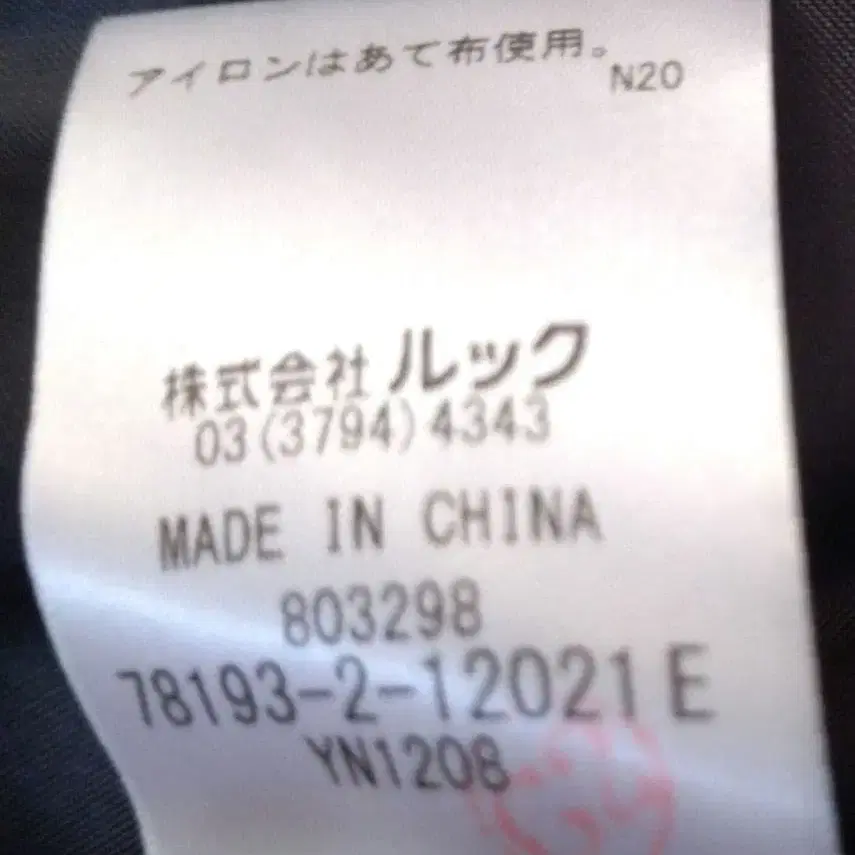 アイロンはあて布使用。
N20
株式会社 ルック
03(3794)4343
MADE IN CHINA
803298
78193-2-12021 E
YN1208